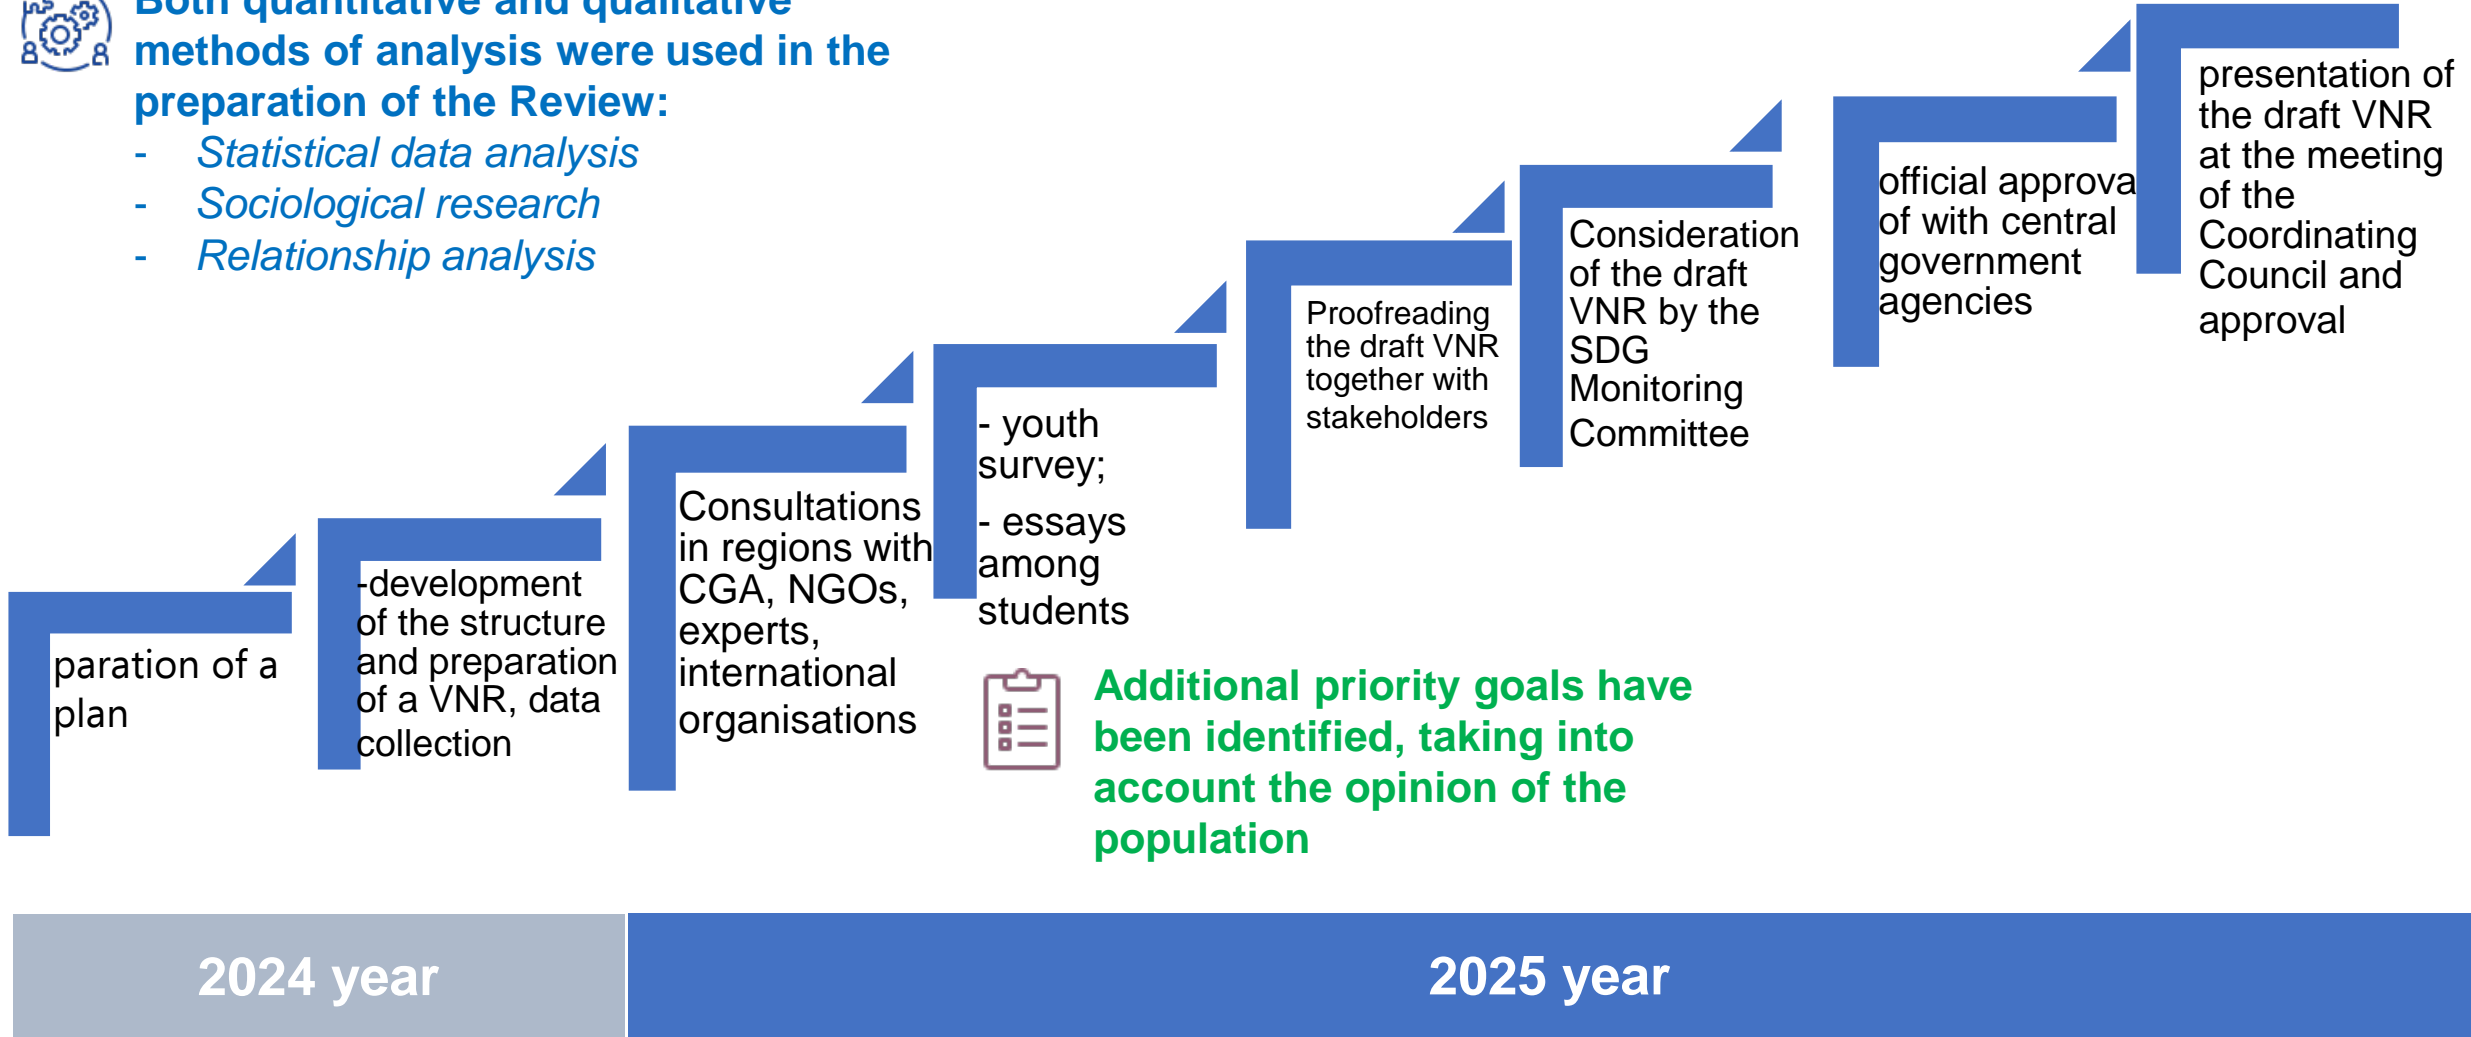 Both quantitative and qualitative
methods of analysis were used in the
preparation of the Review:
- Statistical data analysis
- Sociological research
- Relationship analysis
paration of a
plan
-development
of the structure
and preparation
of a VNR, data
collection
Consultations
in regions with
CGA, NGOs,
experts,
international
organisations
- youth
survey;
- essays
among
students
Proofreading
the draft VNR
together with
stakeholders
Consideration
of the draft
VNR by the
SDG
Monitoring
Committee
official approva
of with central
government
agencies
presentation of
the draft VNR
at the meeting
of the
Coordinating
Council and
approval
Additional priority goals have
been identified, taking into
account the opinion of the
population
2024 year
2025 year